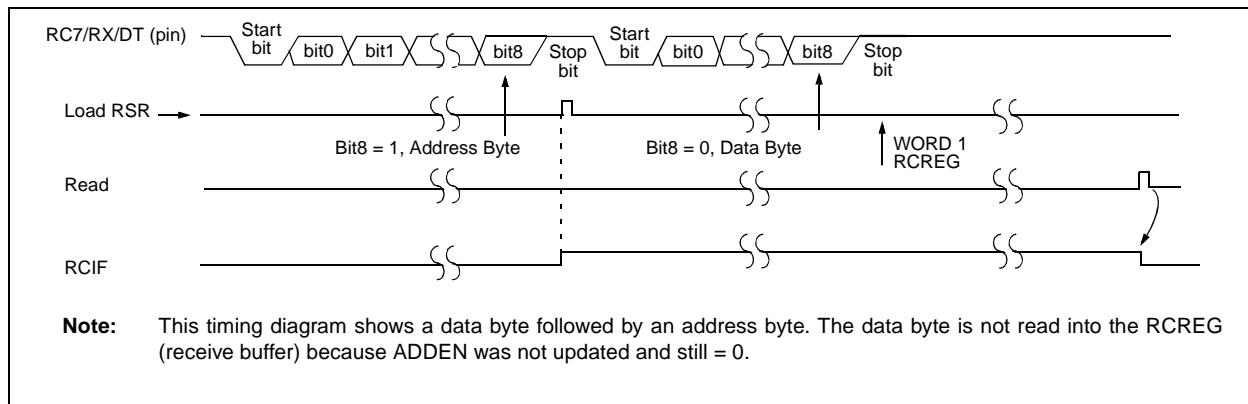 RC7/RX/DT (pin)
Start
bit
bit0
bit1
bit8
Stop
bit
Start
bit
bit0
bit8
Stop
bit
Load RSR
Bit8 = 1, Address Byte
Bit8 = 0, Data Byte
WORD 1
RCREG
Read
RCIF
Note: This timing diagram shows a data byte followed by an address byte. The data byte is not read into the RCREG
(receive buffer) because ADDEN was not updated and still = 0.